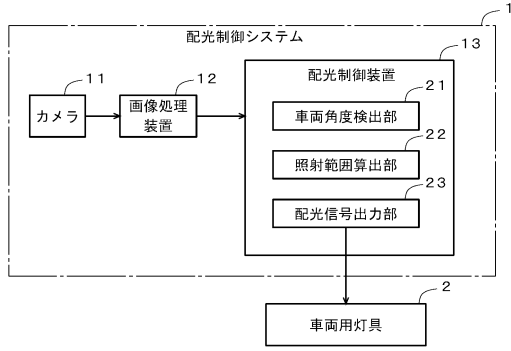 1
配光制御システム
13
11
12
配光制御装置
カメラ
画像処理
装置
21
車両角度検出部
22
照射範囲算出部
23
配光信号出力部
2
車両用灯具